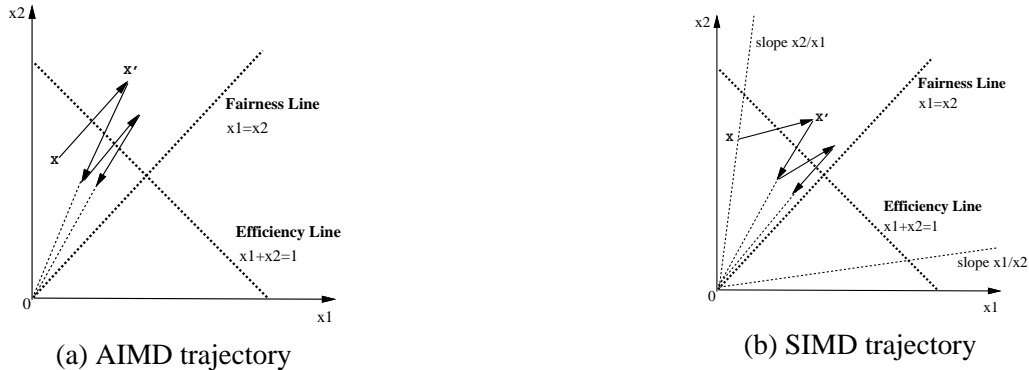 x2
x'
Fairness Line
x1=x2
x
Efficiency Line
x1+x2=1
0
x1
(a) AIMD trajectory
x2
slope x2/x1
Fairness Line
x1=x2
x'
x
Efficiency Line
x1+x2=1
slope x1/x2
0
x1
(b) SIMD trajectory